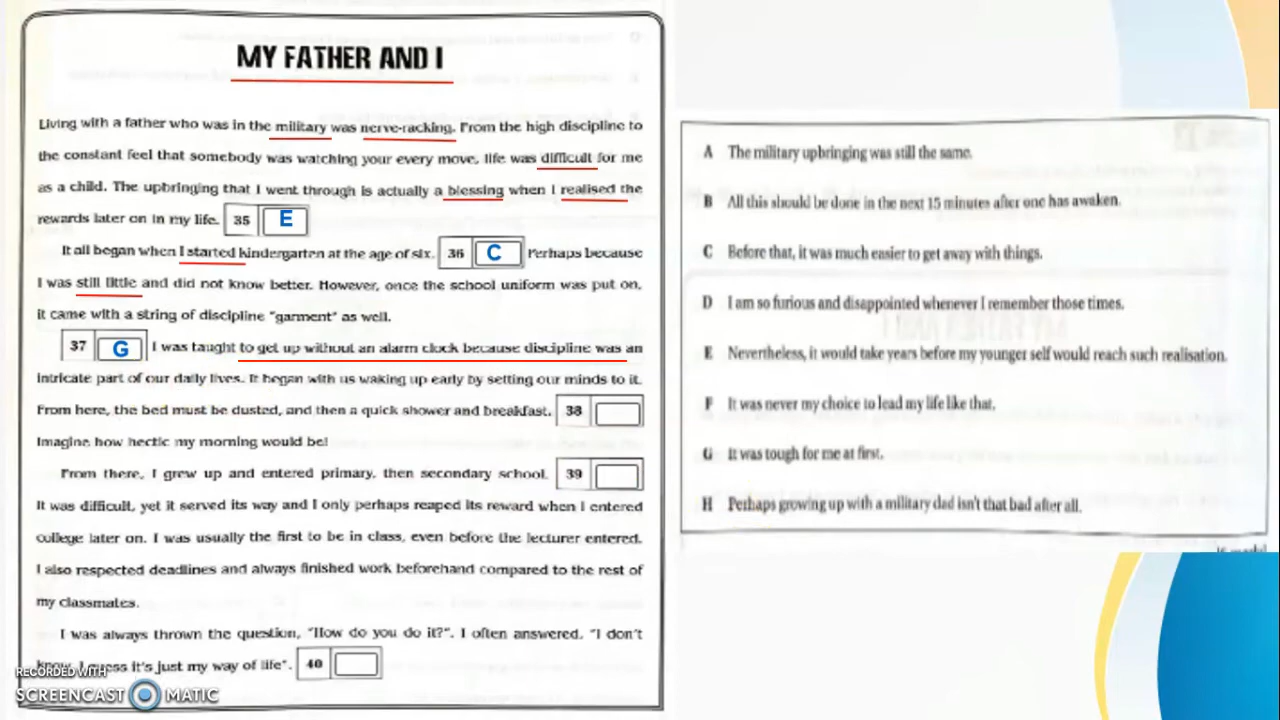 MY FATHER AND I
Living with a father who was in the military was nerve-racking. From the high discipline to
the constant feel that somebody was watching your every move, life was difficult for me
as a child. The upbringing that I went through is actually a blessing when I realised the
rewards later on in my life. 35 E
It all began when I started kindergarten at the age of six. 36 C Perhaps because
I was still little and did not know better. However, once the school uniform was put on,
it came with a string of discipline "garment" as well.
37 G I was taught to get up without an alarm clock because discipline was an
intricate part of our daily lives. It began with us waking up early by setting our minds to it.
From here, the bed must be dusted, and then a quick shower and breakfast. 38
Imagine how hectic my morning would be!
From there, I grew up and entered primary, then secondary school. 39
It was difficult, yet it served its way and I only perhaps reaped its reward when I entered
college later on. I was usually the first to be in class, even before the lecturer entered.
I also respected deadlines and always finished work beforehand compared to the rest of
my classmates.
I was always thrown the question, "How do you do it?". I often answered, "I don't
know, I guess it's just my way of life". 40
A The military upbringing was still the same.
B All this should be done in the next 15 minutes after one has awaken.
C Before that, it was much easier to get away with things.
D I am so furious and disappointed whenever I remember those times.
E Nevertheless, it would take years before my younger self would reach such realisation.
F It was never my choice to lead my life like that.
G It was tough for me at first.
H Perhaps growing up with a military dad isn't that bad after all.
RECORDED WITH
SCREENCAST MATIC